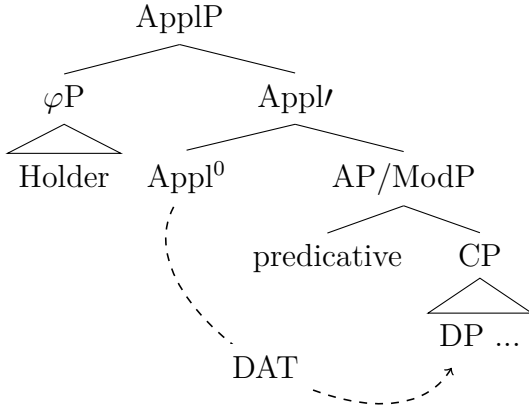 ApplP
φP Appl′
Holder Appl⁰ AP/ModP
predicative CP
DP ...
DAT